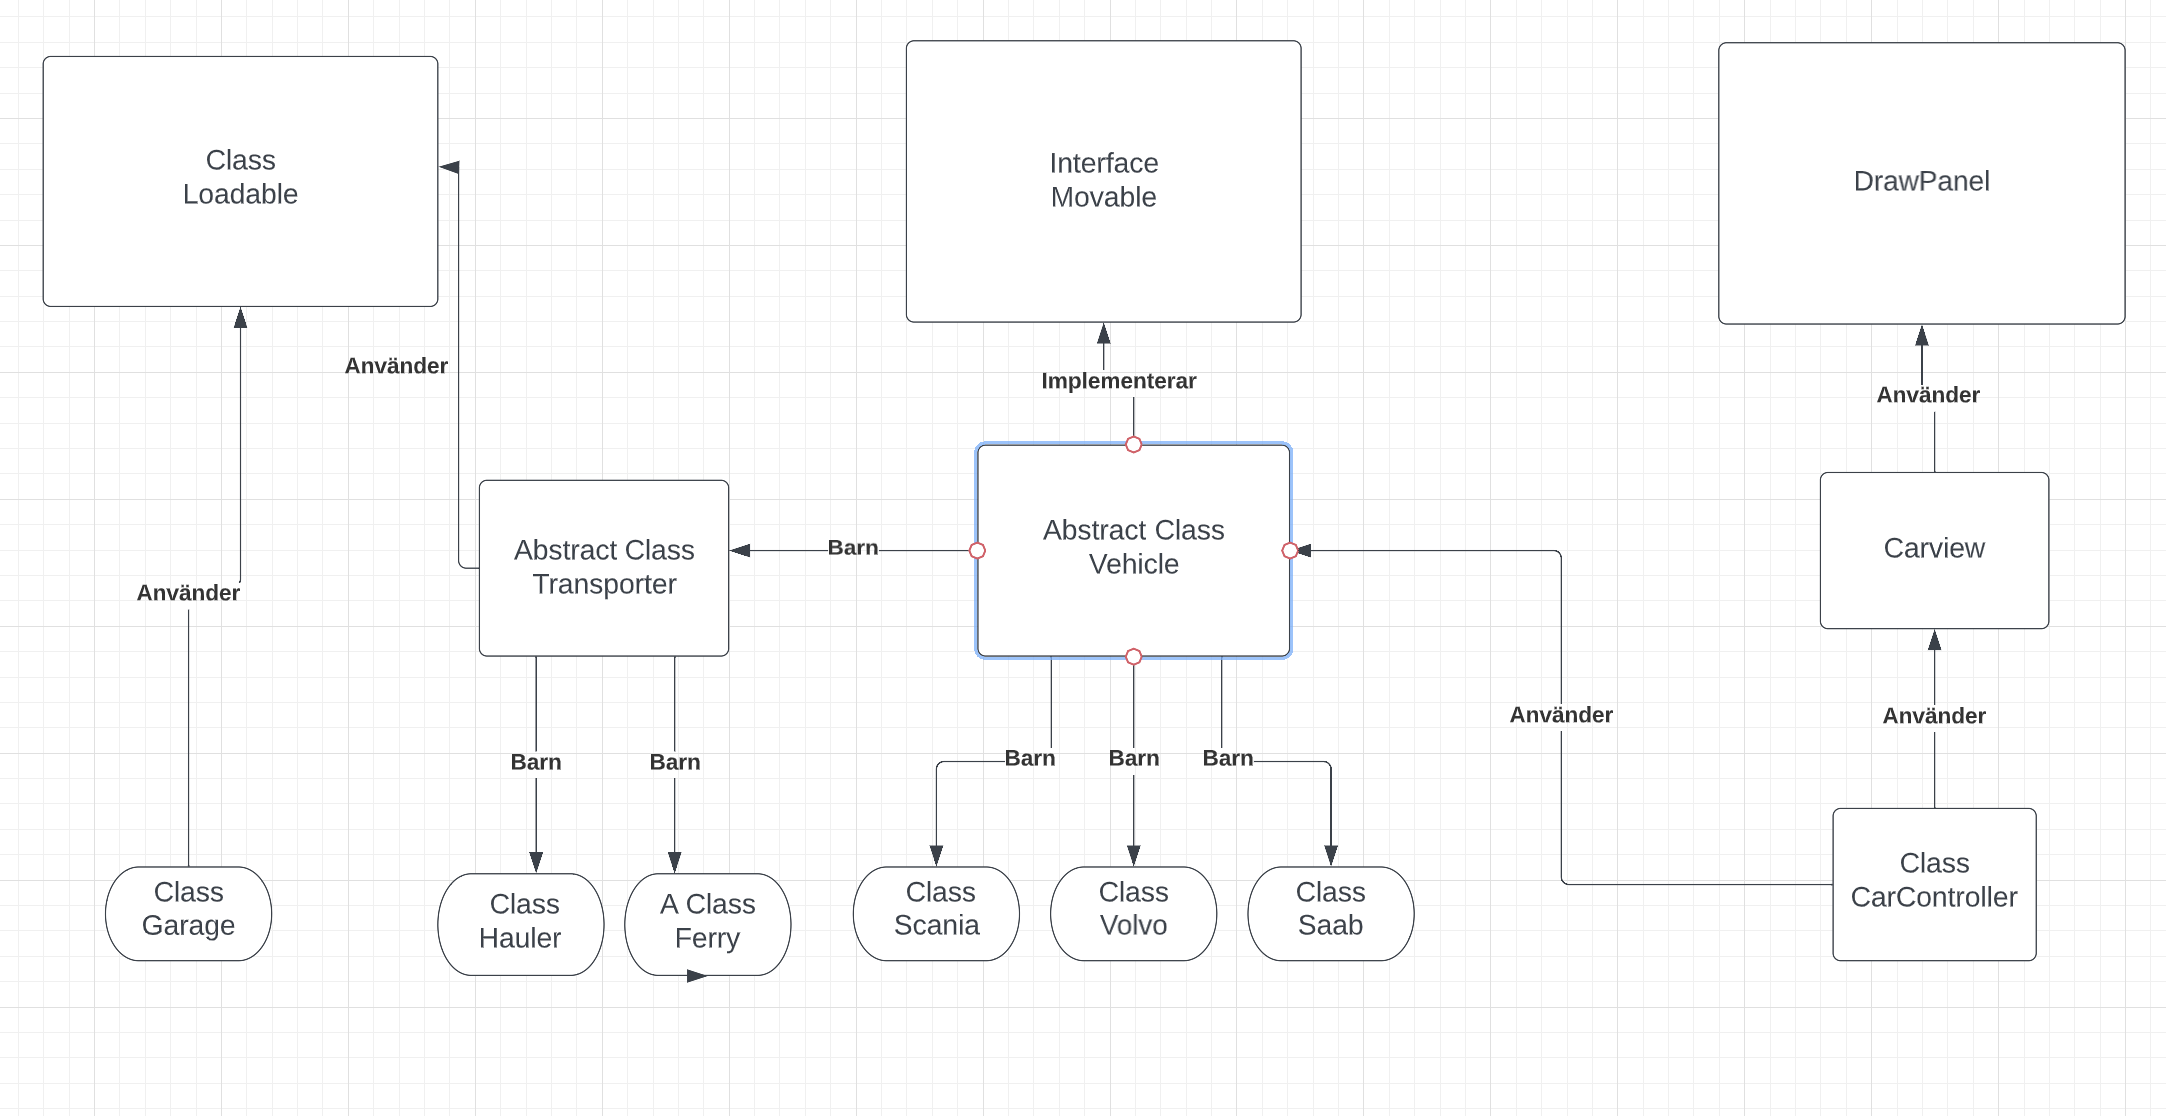 Class
Loadable
Interface
Movable
DrawPanel
Använder
Implementerar
Använder
Abstract Class
Transporter
Barn
Abstract Class
Vehicle
Carview
Använder
Använder
Använder
Barn
Barn
Barn
Barn
Barn
Class
Garage
Class
Hauler
A Class
Ferry
Class
Scania
Class
Volvo
Class
Saab
Class
CarController